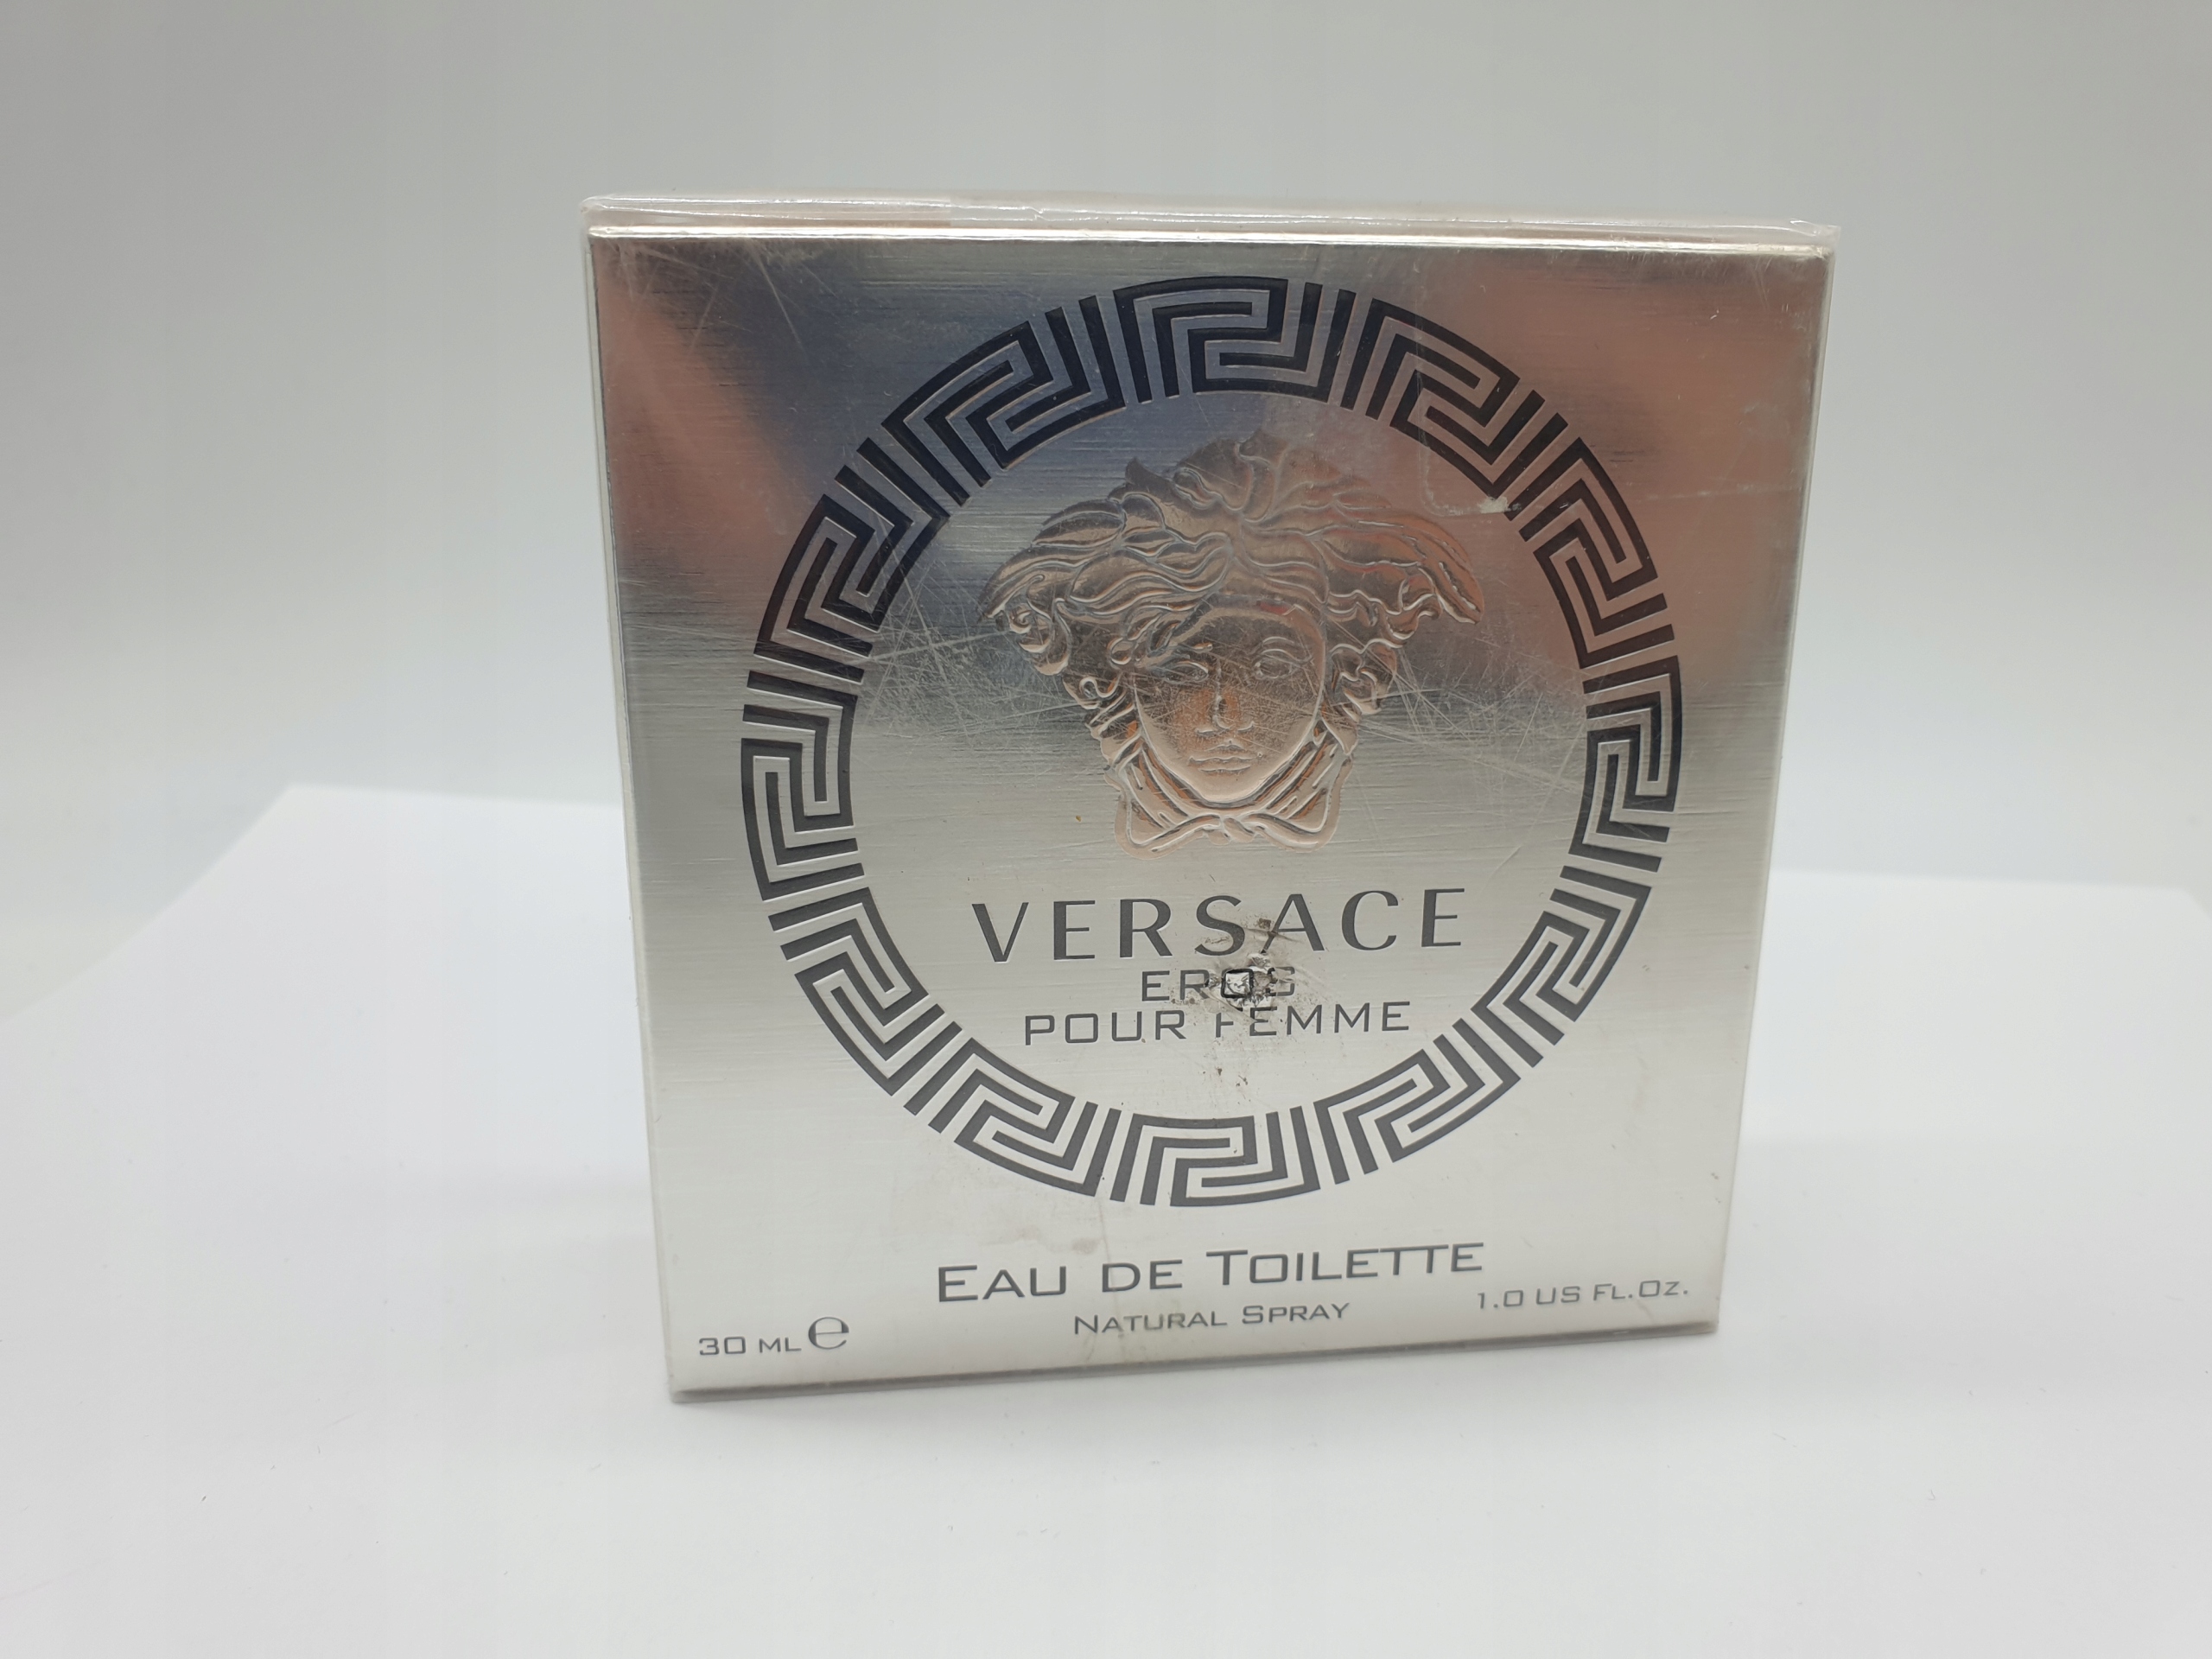 VERSACE
EROS
POUR FEMME
EAU DE TOILETTE
NATURAL SPRAY
30 ML e
1.0 US FL.OZ.